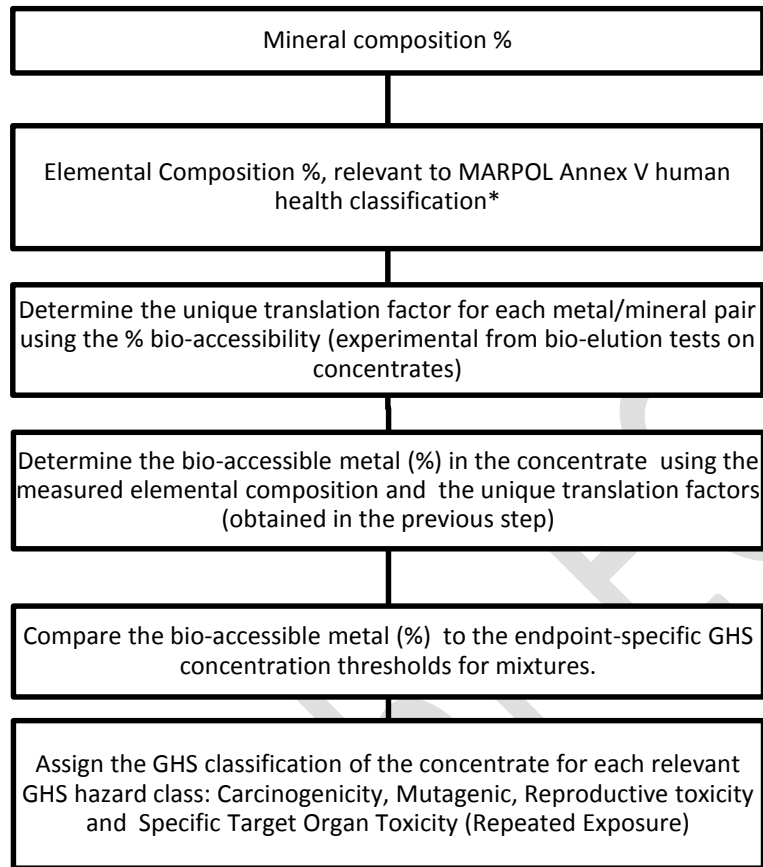 Mineral composition %
Elemental Composition %, relevant to MARPOL Annex V human
health classification*
Determine the unique translation factor for each metal/mineral pair
using the % bio-accessibility (experimental from bio-elution tests on
concentrates)
Determine the bio-accessible metal (%) in the concentrate using the
measured elemental composition and the unique translation factors
(obtained in the previous step)
Compare the bio-accessible metal (%) to the endpoint-specific GHS
concentration thresholds for mixtures.
Assign the GHS classification of the concentrate for each relevant
GHS hazard class: Carcinogenicity, Mutagenic, Reproductive toxicity
and Specific Target Organ Toxicity (Repeated Exposure)